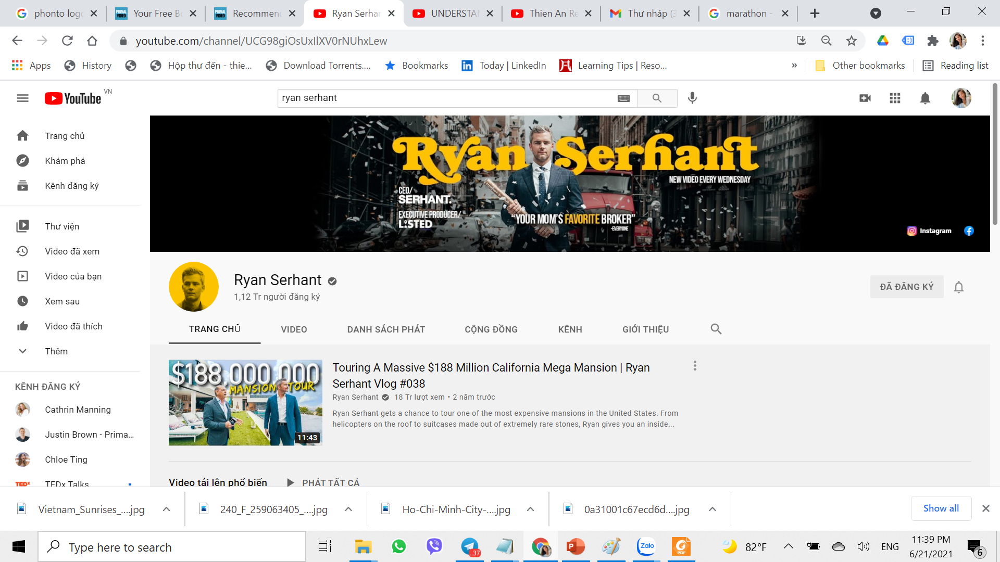 phonto logo
Your Free Bo
Recommend
Ryan Serhan
UNDERSTAN
Thien An Re
Thư nháp (3
marathon -
youtube.com/channel/UCG98giOsUxIlXV0rNUhxLew
Apps
History
Hộp thư đến - thie...
Download Torrents....
Bookmarks
Today | LinkedIn
Learning Tips | Reso...
»
Other bookmarks
Reading list
YouTube VN
ryan serhant
Trang chủ
Khám phá
Kênh đăng ký
Thư viện
Video đã xem
Video của bạn
Xem sau
Video đã thích
Thêm
KÊNH ĐĂNG KÝ
Cathrin Manning
Justin Brown - Prima...
Chloe Ting
TEDx TEDx Talks
Ryan Serhant
NEW VIDEO EVERY WEDNESDAY
CEO/
SERHANT.
EXECUTIVE PRODUCER/
L:STED
“YOUR MOM'S FAVORITE BROKER”
-EVERYONE
Instagram
Ryan Serhant
1,12 Tr người đăng ký
ĐÃ ĐĂNG KÝ
TRANG CHỦ
VIDEO
DANH SÁCH PHÁT
CỘNG ĐỒNG
KÊNH
GIỚI THIỆU
$188,000,000
MANSION TOUR
11:43
Touring A Massive $188 Million California Mega Mansion | Ryan
Serhant Vlog #038
Ryan Serhant 18 Tr lượt xem • 2 năm trước
Ryan Serhant gets a chance to tour one of the most expensive mansions in the United States. From
helicopters on the roof to suitcases made out of extremely rare stones, Ryan gives you an inside...
Video tải lên phổ biến
PHÁT TẤT CẢ
Vietnam_Sunrises_....jpg
240_F_259063405_....jpg
Ho-Chi-Minh-City-....jpg
0a31001c67ecd6d....jpg
Show all
Type here to search
..37
Zalo
PDF
82°F
ENG
11:39 PM
6/21/2021
6